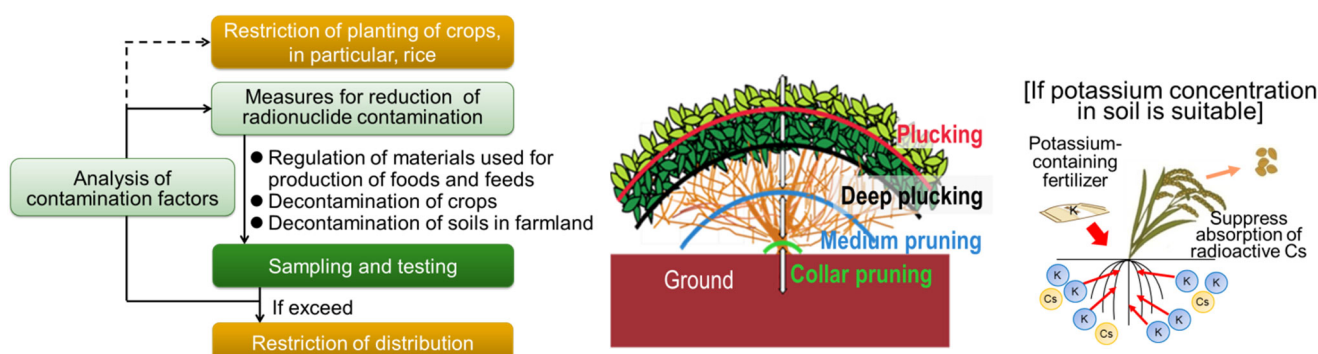 Restriction of planting of crops,
in particular, rice
Measures for reduction of
radionuclide contamination
Analysis of
contamination factors
● Regulation of materials used for
production of foods and feeds
● Decontamination of crops
● Decontamination of soils in farmland
Sampling and testing
If exceed
Restriction of distribution
Plucking
Deep plucking
Medium pruning
Collar pruning
Ground
[If potassium concentration
in soil is suitable]
Potassium-
containing
fertilizer
K
Suppress
absorption of
radioactive Cs
K
K
Cs
K
K
Cs
K
K
Cs
K
K